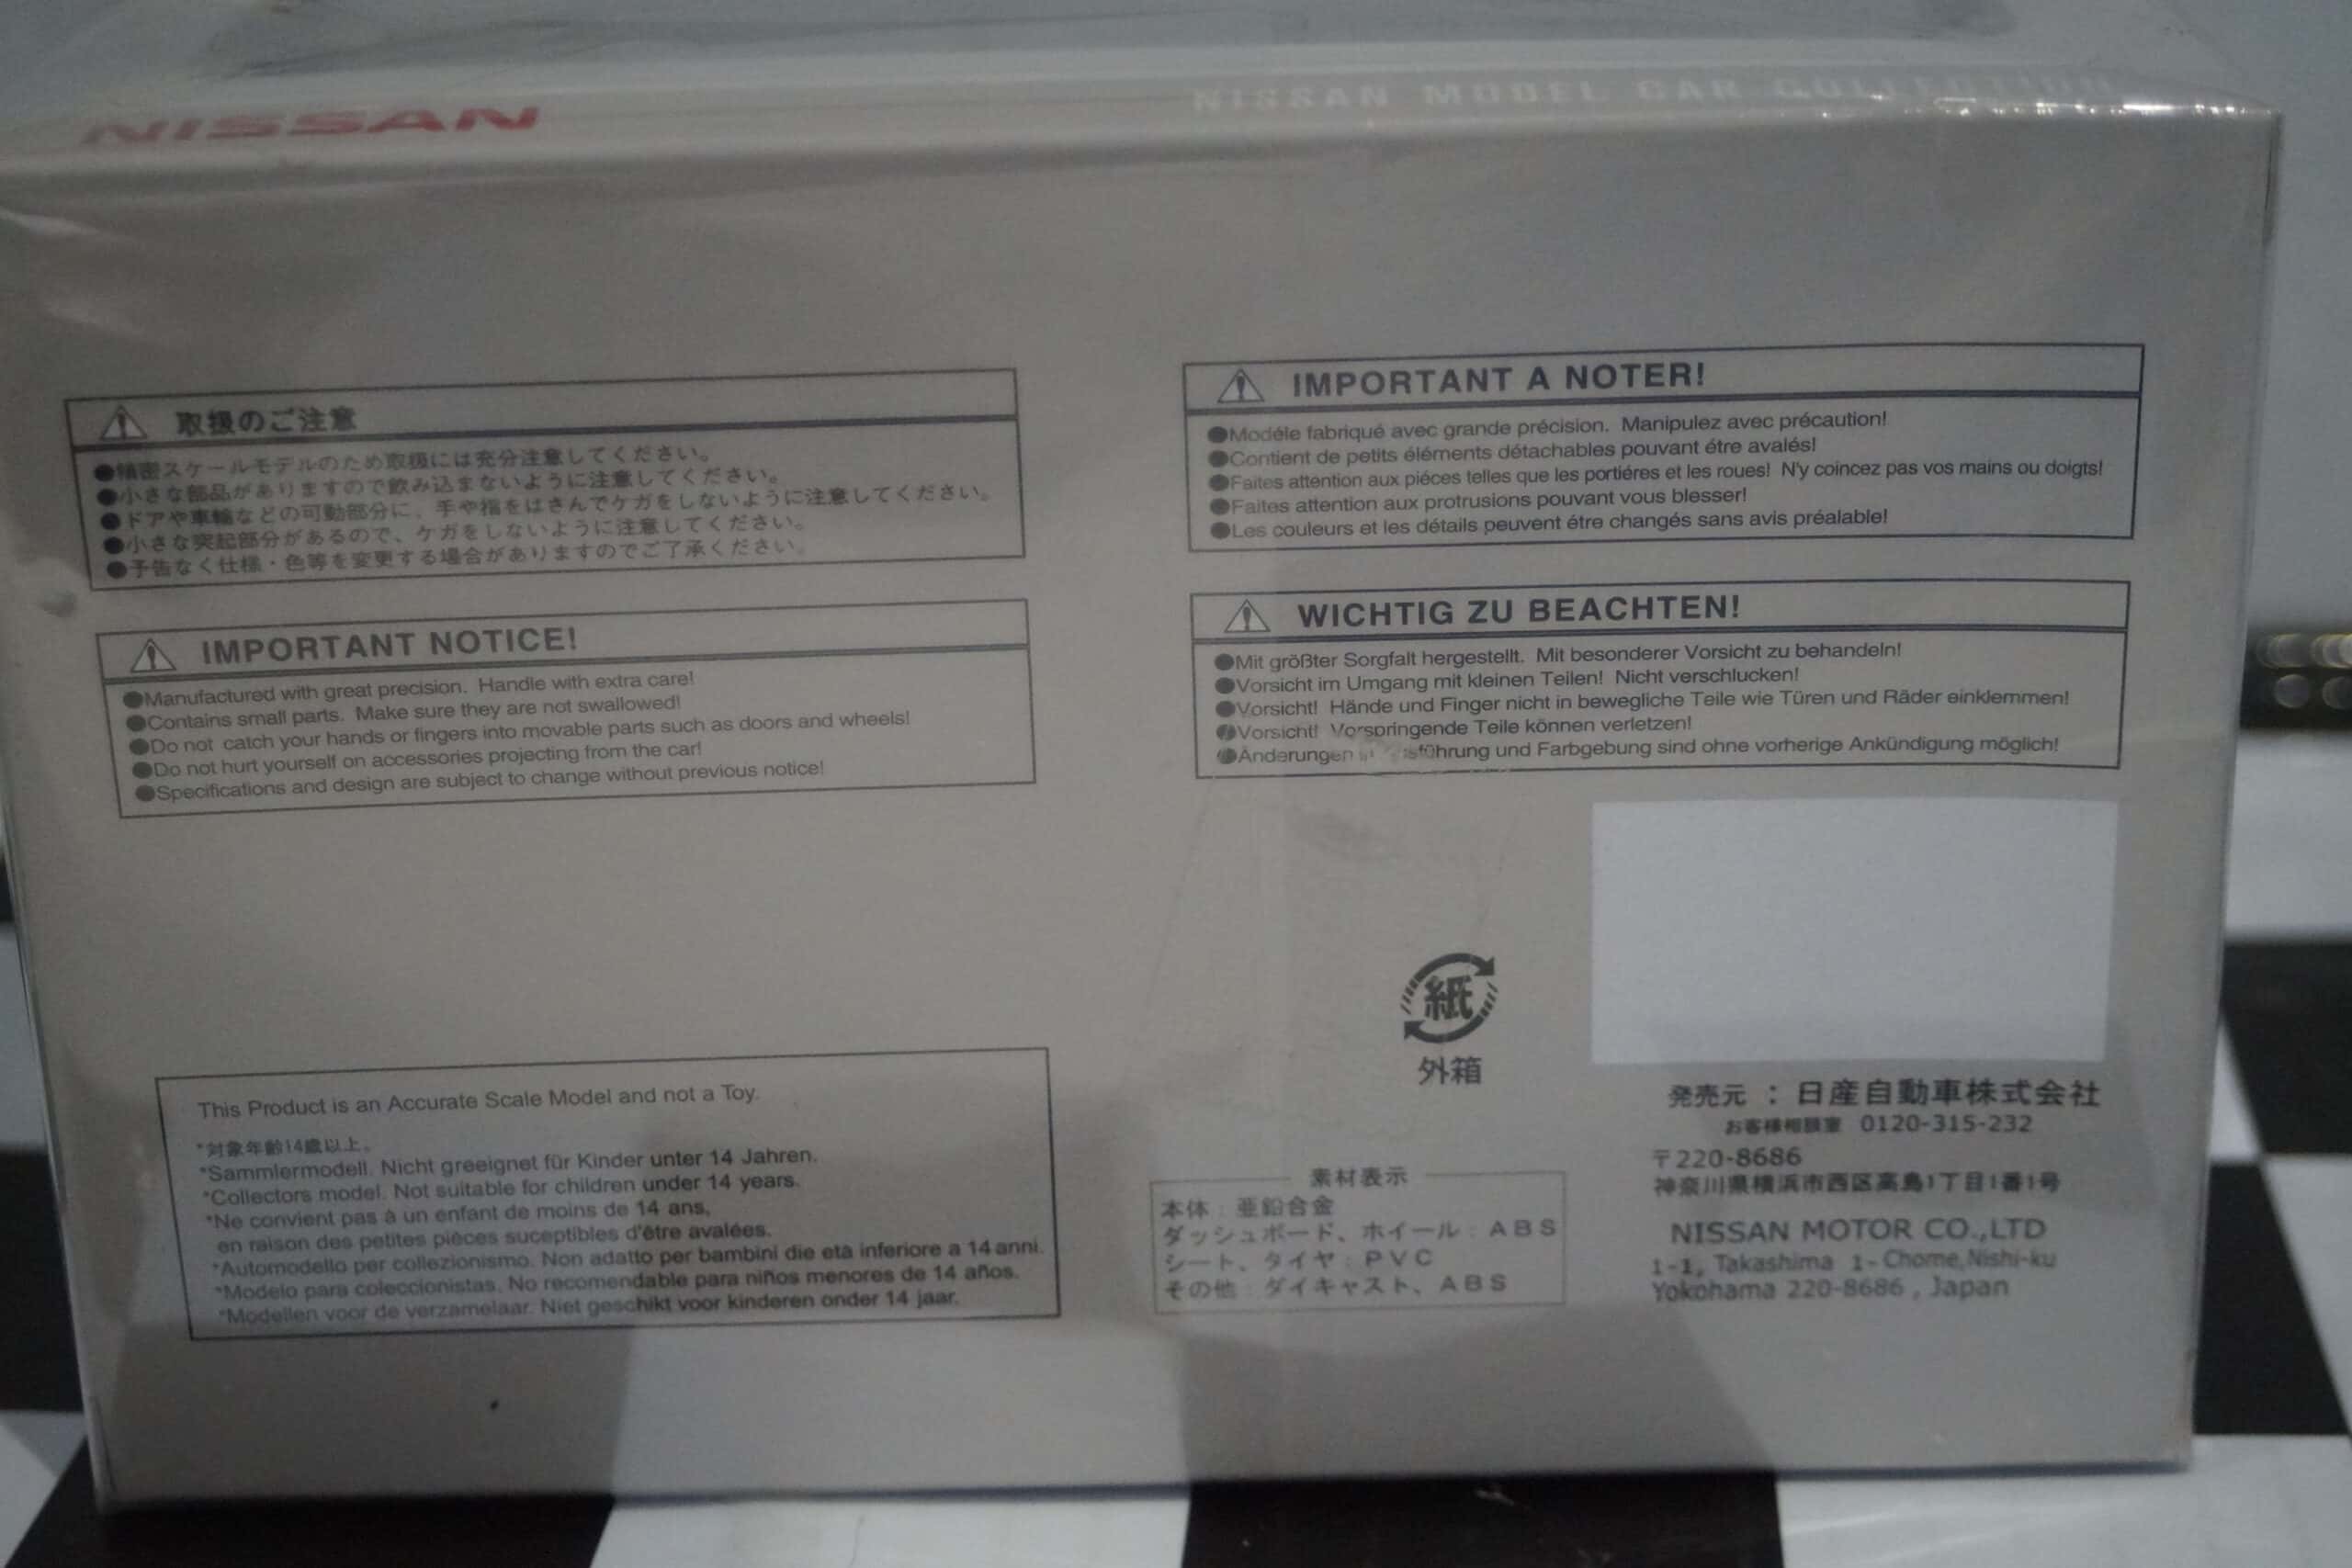 NISSAN
NISSAN MODEL CAR COLLECTION
取扱のご注意
●精密スケールモデルのため取扱には充分注意してください。
●小さな部品がありますので飲み込まないように注意してください。
●ドアや車輪などの可動部分に、手や指をはさんでケガをしないように注意してください。
●小さな突起部分があるので、ケガをしないように注意してください。
●予告なく仕様・色等を変更する場合がありますのでご了承ください。
IMPORTANT NOTICE!
●Manufactured with great precision. Handle with extra care!
●Contains small parts. Make sure they are not swallowed!
●Do not catch your hands or fingers into movable parts such as doors and wheels!
●Do not hurt yourself on accessories projecting from the car!
●Specifications and design are subject to change without previous notice!
IMPORTANT A NOTER!
●Modéle fabriqué avec grande précision. Manipulez avec précaution!
●Contient de petits éléments détachables pouvant étre avalés!
●Faites attention aux piéces telles que les portiéres et les roues! N'y coincez pas vos mains ou doigts!
●Faites attention aux protrusions pouvant vous blesser!
●Les couleurs et les détails peuvent étre changés sans avis préalable!
WICHTIG ZU BEACHTEN!
●Mit größter Sorgfalt hergestellt. Mit besonderer Vorsicht zu behandeln!
●Vorsicht im Umgang mit kleinen Teilen! Nicht verschlucken!
●Vorsicht! Hände und Finger nicht in bewegliche Teile wie Türen und Räder einklemmen!
●Vorsicht! Vorspringende Teile können verletzen!
●Änderungen und Farbgebung sind ohne vorherige Ankündigung möglich!
This Product is an Accurate Scale Model and not a Toy.
*対象年齢14歳以上。
*Sammlermodell. Nicht greeignet für Kinder unter 14 Jahren.
*Collectors model. Not suitable for children under 14 years.
*Ne convient pas à un enfant de moins de 14 ans,
en raison des petites pièces suceptibles d'être avalées.
*Automodello per collezionismo. Non adatto per bambini die età inferiore a 14 anni.
*Modelo para coleccionistas. No recomendable para niños menores de 14 años.
*Modellen voor de verzamelaar. Niet geschikt voor kinderen onder 14 jaar.
紙
外箱
素材表示
本体：亜鉛合金
ダッシュボード、ホイール：ABS
シート、タイヤ：PVC
その他：ダイキャスト、ABS
発売元：日産自動車株式会社
お客様相談室 0120-315-232
〒220-8686
神奈川県横浜市西区高島1丁目1番1号
NISSAN MOTOR CO.,LTD
1-1, Takashima 1-Chome,Nishi-ku
Yokohama 220-8686 , Japan